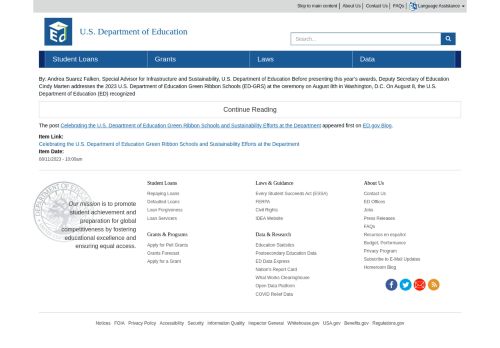 Skip to main content | About Us | Contact Us | FAQs | Language Assistance
U.S. Department of Education
Search...
Student Loans Grants Laws Data
By: Andrea Suarez Falken, Special Advisor for Infrastructure and Sustainability, U.S. Department of Education Before presenting this year's awards, Deputy Secretary of Education
Cindy Marten addresses the 2023 U.S. Department of Education Green Ribbon Schools (ED-GRS) at the ceremony on August 8th in Washington, D.C. On August 8, the U.S.
Department of Education (ED) recognized
Continue Reading
The post Celebrating the U.S. Department of Education Green Ribbon Schools and Sustainability Efforts at the Department appeared first on ED.gov Blog.
Item Link:
Celebrating the U.S. Department of Education Green Ribbon Schools and Sustainability Efforts at the Department
Item Date:
08/11/2023 - 10:09am
Our mission is to promote
student achievement and
preparation for global
competitiveness by fostering
educational excellence and
ensuring equal access.
Student Loans
Repaying Loans
Defaulted Loans
Loan Forgiveness
Loan Servicers
Grants & Programs
Apply for Pell Grants
Grants Forecast
Apply for a Grant
Laws & Guidance
Every Student Succeeds Act (ESSA)
FERPA
Civil Rights
IDEA Website
Data & Research
Education Statistics
Postsecondary Education Data
ED Data Express
Nation's Report Card
What Works Clearinghouse
Open Data Platform
COVID Relief Data
About Us
Contact Us
ED Offices
Jobs
Press Releases
FAQs
Recursos en español
Budget, Performance
Privacy Program
Subscribe to E-Mail Updates
Homeroom Blog
Notices FOIA Privacy Policy Accessibility Security Information Quality Inspector General Whitehouse.gov USA.gov Benefits.gov Regulations.gov